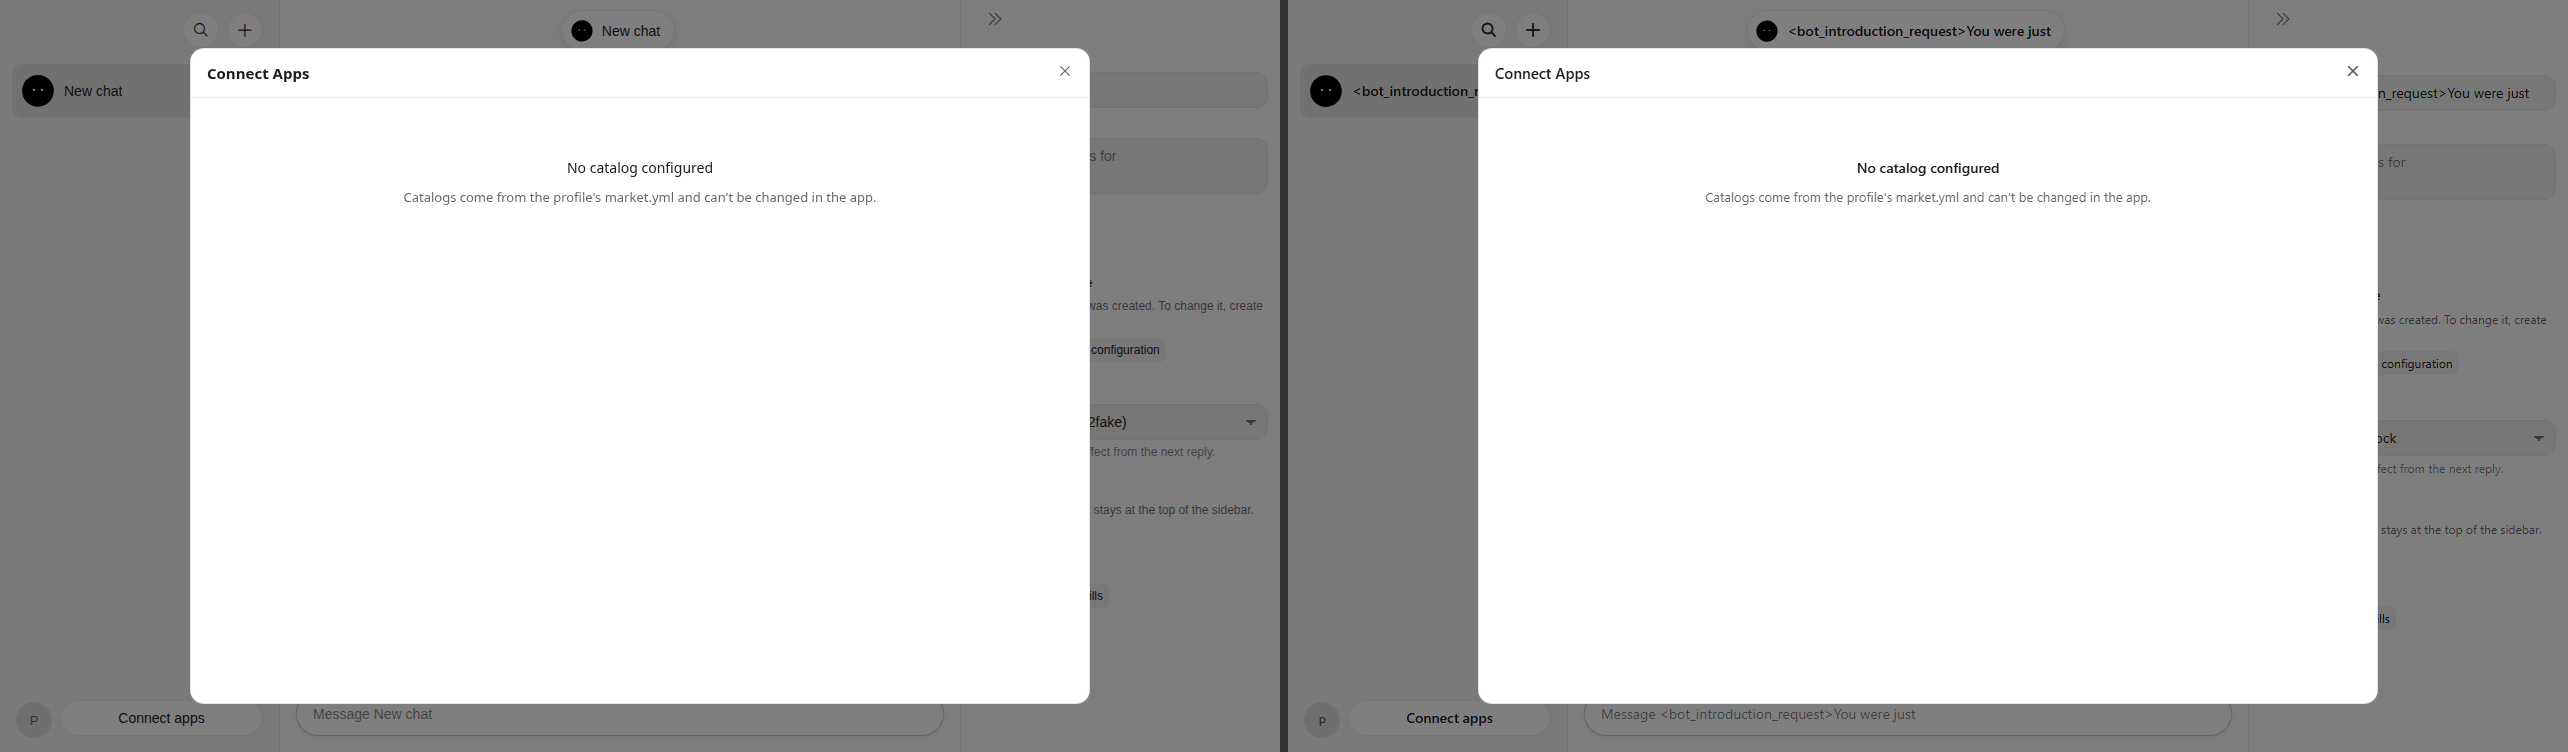 New chat
New chat
Connect Apps
No catalog configured
Catalogs come from the profile's market.yml and can't be changed in the app.
s for
was created. To change it, create
configuration
2fake)
ffect from the next reply.
stays at the top of the sidebar.
ills
P
Connect apps
Message New chat
<bot_introduction_request>You were just
<bot_introduction_r
Connect Apps
n_request>You were just
No catalog configured
Catalogs come from the profile's market.yml and can't be changed in the app.
s for
was created. To change it, create
configuration
ock
fect from the next reply.
stays at the top of the sidebar.
ills
P
Connect apps
Message <bot_introduction_request>You were just